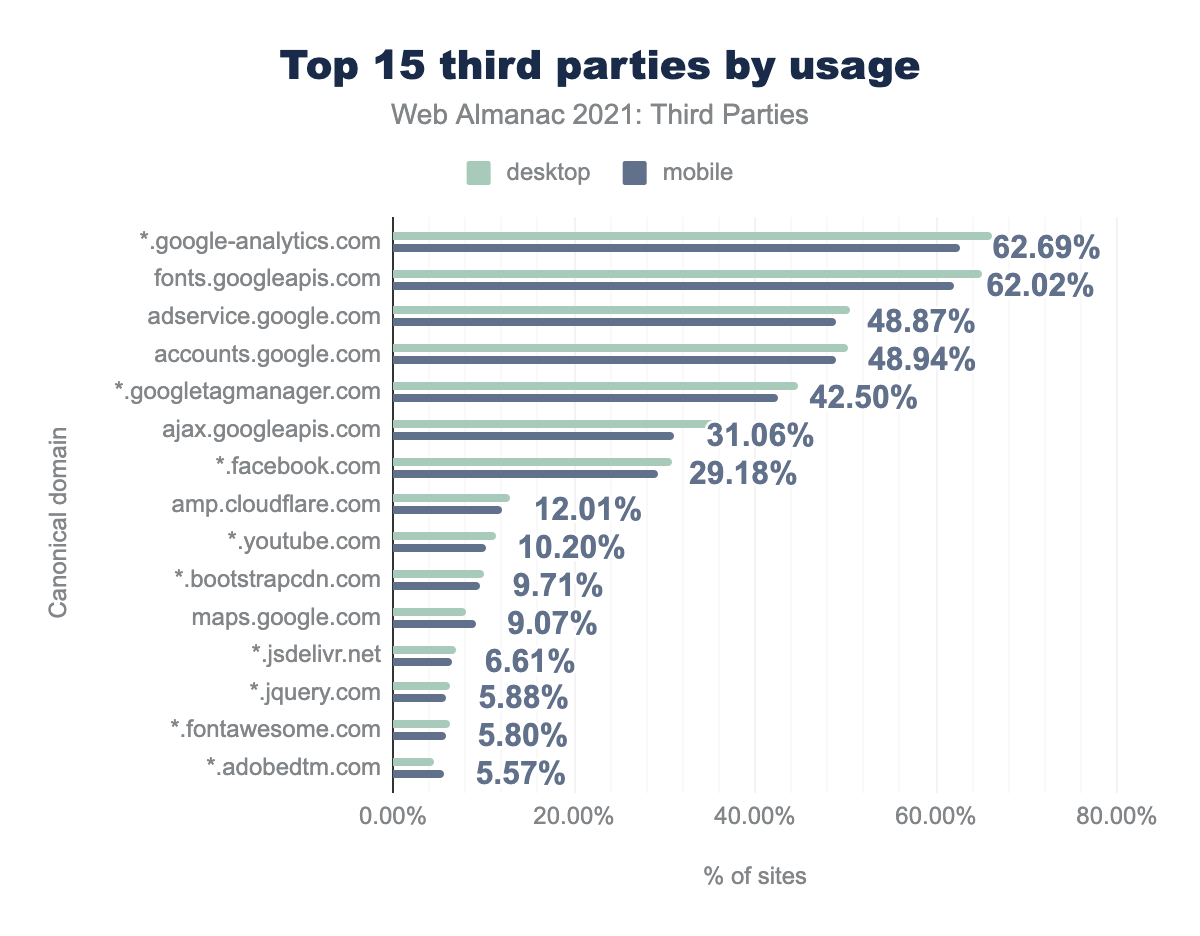 Top 15 third parties by usage
Web Almanac 2021: Third Parties
desktop mobile
Canonical domain
*.google-analytics.com 62.69%
fonts.googleapis.com 62.02%
adservice.google.com 48.87%
accounts.google.com 48.94%
*.googletagmanager.com 42.50%
ajax.googleapis.com 31.06%
*.facebook.com 29.18%
amp.cloudflare.com 12.01%
*.youtube.com 10.20%
*.bootstrapcdn.com 9.71%
maps.google.com 9.07%
*.jsdelivr.net 6.61%
*.jquery.com 5.88%
*.fontawesome.com 5.80%
*.adobedtm.com 5.57%
0.00% 20.00% 40.00% 60.00% 80.00%
% of sites